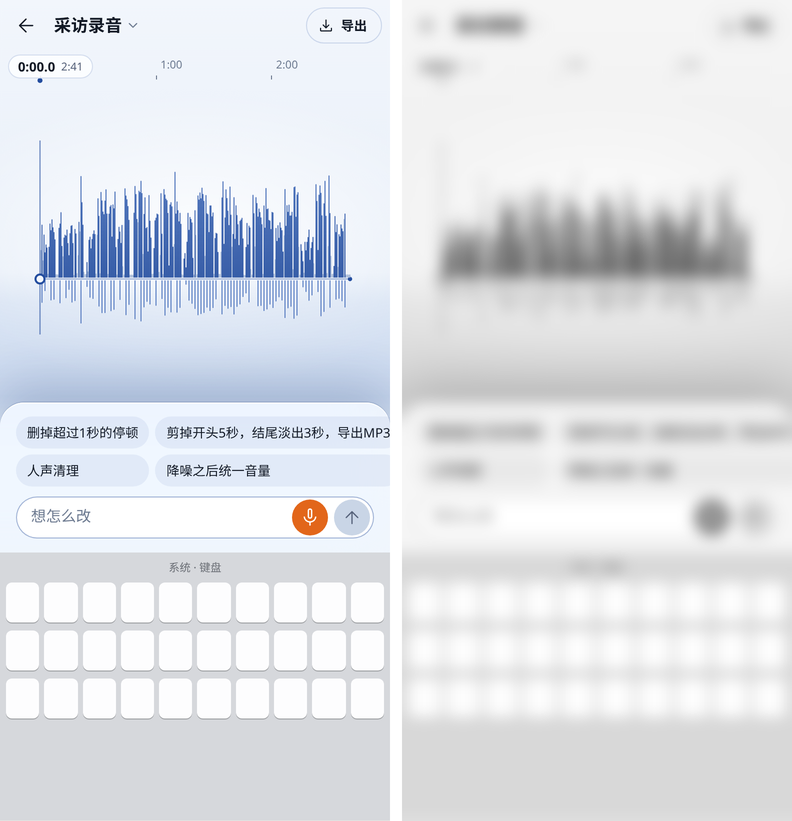 采访录音
导出
0:00.0 2:41 1:00 2:00
删掉超过1秒的停顿
剪掉开头5秒，结尾淡出3秒，导出MP3
人声清理
降噪之后统一音量
想怎么改
系统 · 键盘